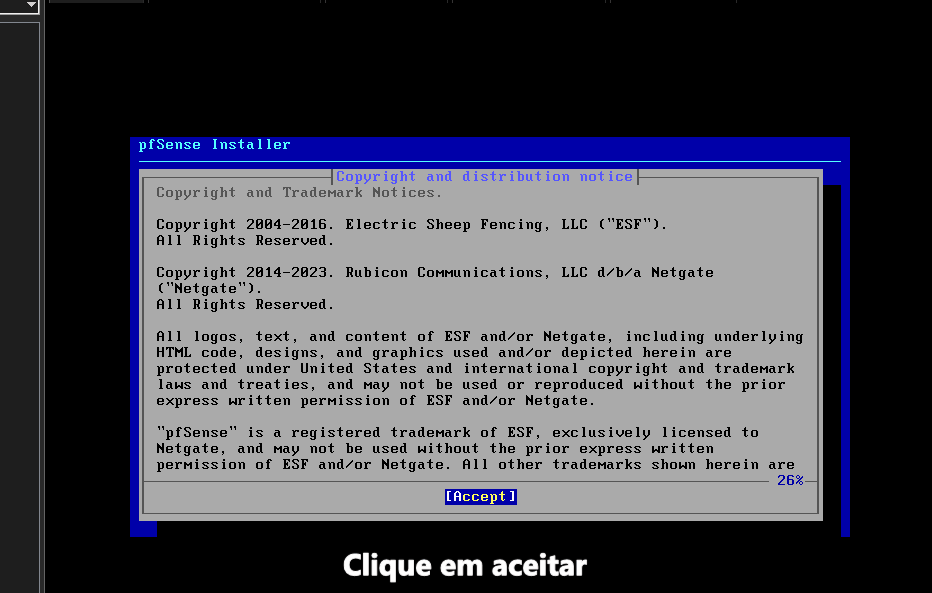 pfSense Installer
Copyright and distribution notice
Copyright and Trademark Notices.
Copyright 2004-2016. Electric Sheep Fencing, LLC ("ESF").
All Rights Reserved.
Copyright 2014-2023. Rubicon Communications, LLC d/b/a Netgate
("Netgate").
All Rights Reserved.
All logos, text, and content of ESF and/or Netgate, including underlying
HTML code, designs, and graphics used and/or depicted herein are
protected under United States and international copyright and trademark
laws and treaties, and may not be used or reproduced without the prior
express written permission of ESF and/or Netgate.
"pfSense" is a registered trademark of ESF, exclusively licensed to
Netgate, and may not be used without the prior express written
permission of ESF and/or Netgate. All other trademarks shown herein are
26%
[Accept]
Clique em aceitar